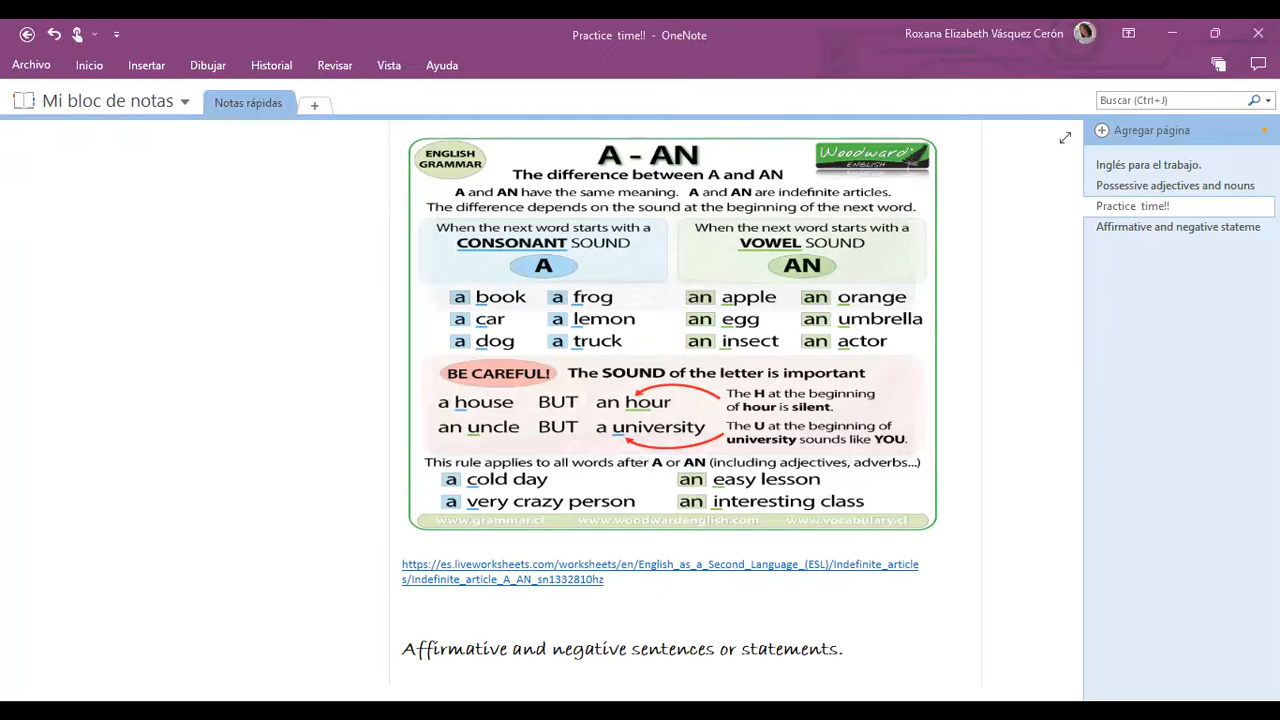 Practice time!! - OneNote
Roxana Elizabeth Vásquez Cerón
Archivo Inicio Insertar Dibujar Historial Revisar Vista Ayuda
Mi bloc de notas Notas rápidas
Buscar (Ctrl+J)
Agregar página
Inglés para el trabajo.
Possessive adjectives and nouns
Practice time!!
Affirmative and negative stateme
ENGLISH
GRAMMAR
A - AN
Woodward
ENGLISH
The difference between A and AN
A and AN have the same meaning. A and AN are indefinite articles.
The difference depends on the sound at the beginning of the next word.
When the next word starts with a
CONSONANT SOUND
A
When the next word starts with a
VOWEL SOUND
AN
a book a frog an apple an orange
a car a lemon an egg an umbrella
a dog a truck an insect an actor
BE CAREFUL! The SOUND of the letter is important
a house BUT an hour
The H at the beginning
of hour is silent.
an uncle BUT a university
The U at the beginning of
university sounds like YOU.
This rule applies to all words after A or AN (including adjectives, adverbs...)
a cold day an easy lesson
a very crazy person an interesting class
www.grammar.cl www.woodwardenglish.com www.vocabulary.cl
https://es.liveworksheets.com/worksheets/en/English_as_a_Second_Language_(ESL)/Indefinite_article
s/Indefinite_article_A_AN_sn1332810hz
Affirmative and negative sentences or statements.